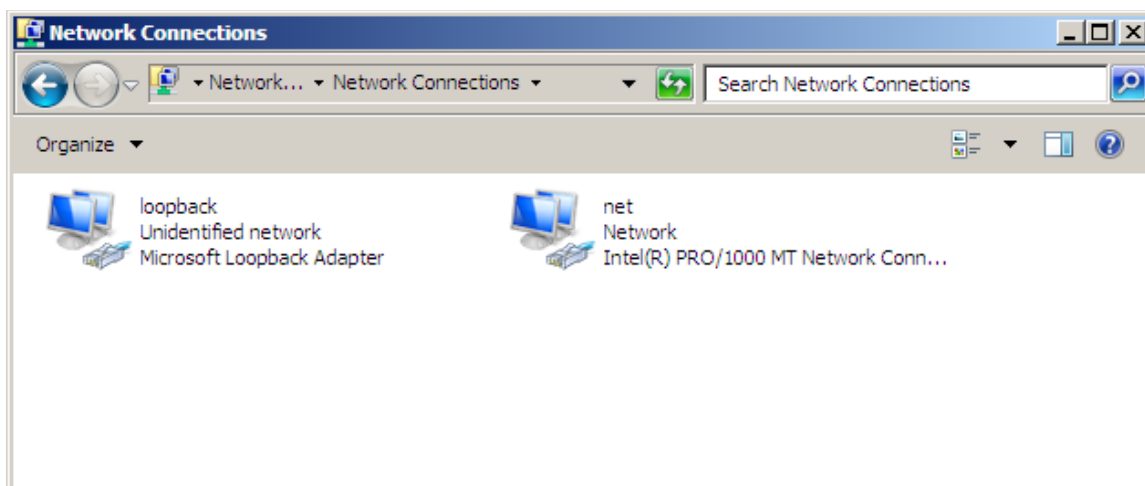 Network Connections
Network... Network Connections
Search Network Connections
Organize
loopback
Unidentified network
Microsoft Loopback Adapter
net
Network
Intel(R) PRO/1000 MT Network Conn...